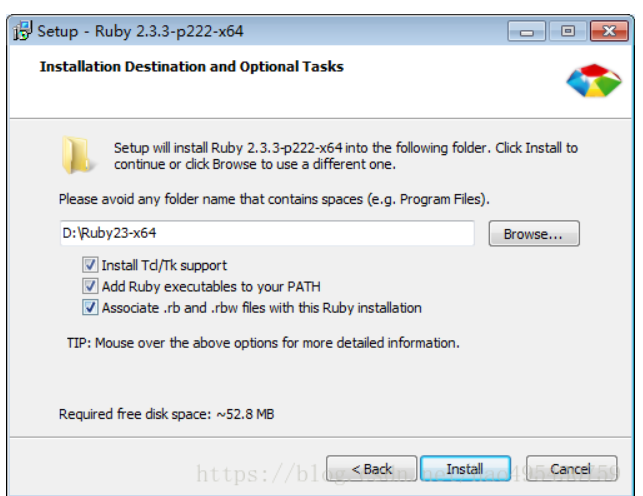 Setup - Ruby 2.3.3-p222-x64
Installation Destination and Optional Tasks
Setup will install Ruby 2.3.3-p222-x64 into the following folder. Click Install to
continue or click Browse to use a different one.
Please avoid any folder name that contains spaces (e.g. Program Files).
D:\Ruby23-x64
Browse...
Install Tcl/Tk support
Add Ruby executables to your PATH
Associate .rb and .rbw files with this Ruby installation
TIP: Mouse over the above options for more detailed information.
Required free disk space: ~52.8 MB
< Back Install Cancel